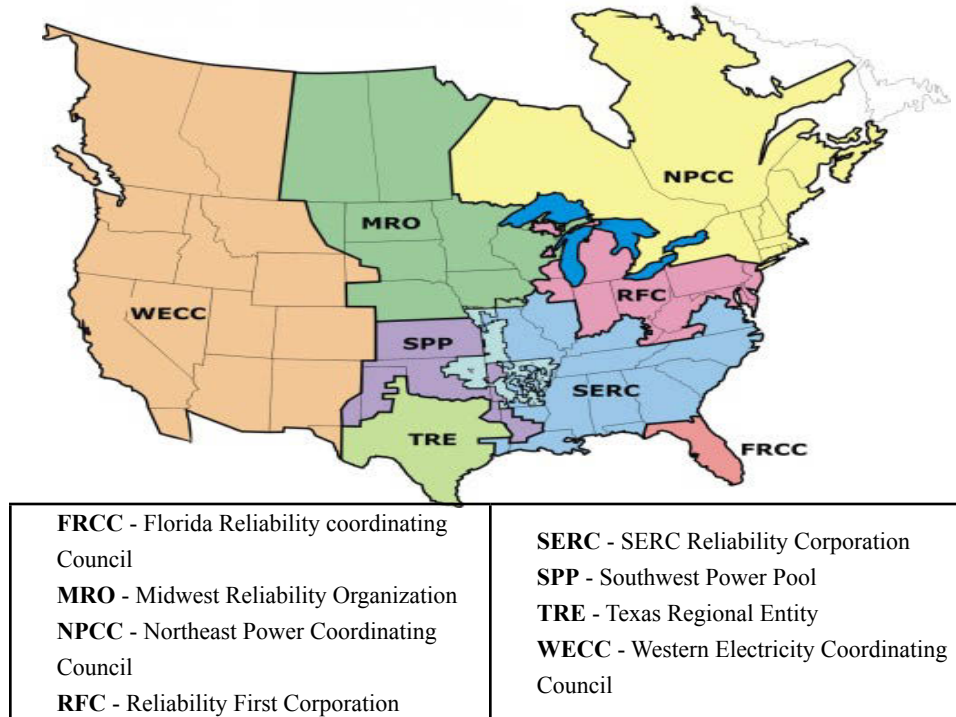 NPCC
MRO
RFC
WECC
SPP
SERC
TRE
FRCC
FRCC - Florida Reliability coordinating
Council
MRO - Midwest Reliability Organization
NPCC - Northeast Power Coordinating
Council
RFC - Reliability First Corporation
SERC - SERC Reliability Corporation
SPP - Southwest Power Pool
TRE - Texas Regional Entity
WECC - Western Electricity Coordinating
Council